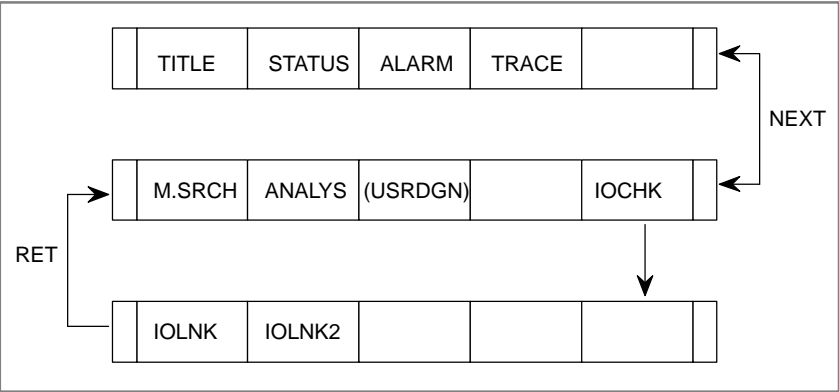 TITLE STATUS ALARM TRACE
NEXT
M.SRCH ANALYS (USRDGN) IOCHK
RET
IOLNK IOLNK2